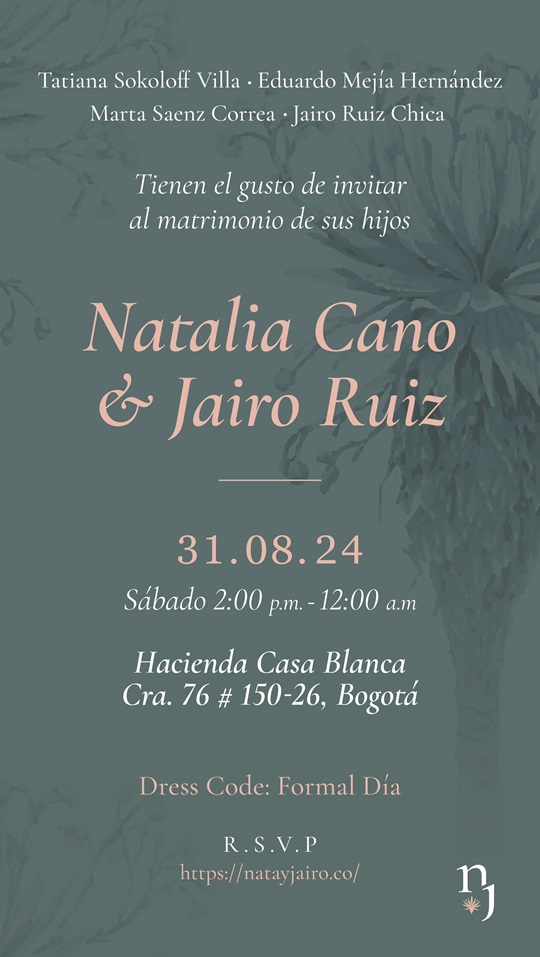 Tatiana Sokoloff Villa · Eduardo Mejía Hernández
Marta Saenz Correa · Jairo Ruiz Chica
Tienen el gusto de invitar
al matrimonio de sus hijos
Natalia Cano
& Jairo Ruiz
31.08.24
Sábado 2:00 p.m. - 12:00 a.m
Hacienda Casa Blanca
Cra. 76 # 150-26, Bogotá
Dress Code: Formal Día
R.S.V.P
https://natayjairo.co/
nj